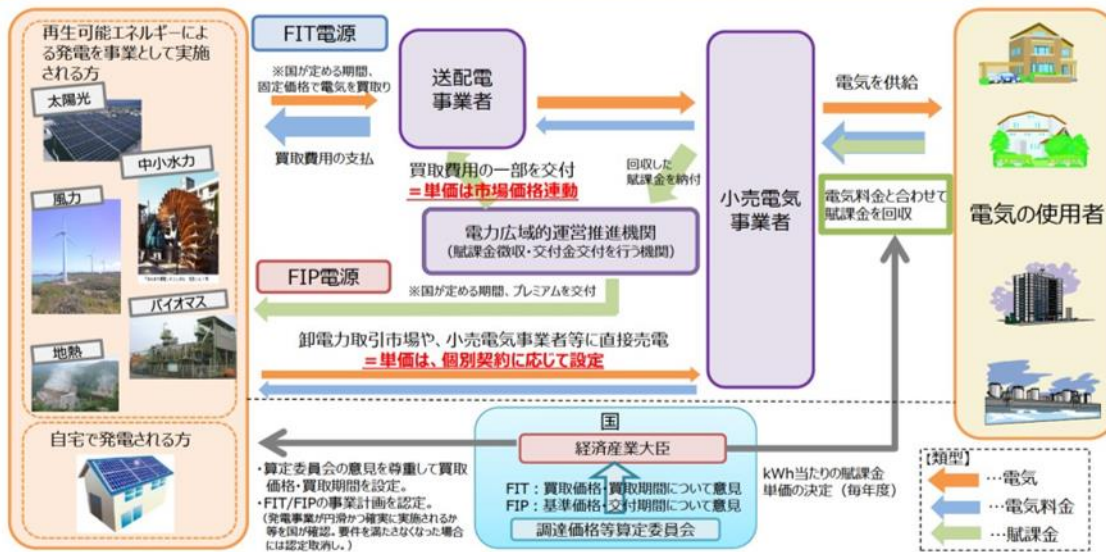 再生可能エネルギーによ
る発電を事業として実施
される方
太陽光
中小水力
風力
バイオマス
地熱
自宅で発電される方
FIT電源
※国が定める期間、
固定価格で電気を買取り
買取費用の支払
送配電
事業者
買取費用の一部を交付
=単価は市場価格連動
回収した
賦課金を納付
電力広域的運営推進機関
(賦課金徴収・交付金交付を行う機関)
FIP電源
※国が定める期間、プレミアムを交付
卸電力取引市場や、小売電気事業者等に直接売電
=単価は、個別契約に応じて設定
小売電気
事業者
電気を供給
電気料金と合わせて
賦課金を回収
電気の使用者
国
経済産業大臣
FIT:買取価格・買取期間について意見
FIP:基準価格・交付期間について意見
調達価格等算定委員会
・算定委員会の意見を尊重して買取
価格・買取期間を設定。
・FIT/FIPの事業計画を認定。
(発電事業が円滑かつ確実に実施されるか
等を国が確認。要件を満たさなくなった場合
には認定取消し。)
kWh当たりの賦課金
単価の決定(毎年度)
【類型】
…電気
…電気料金
…賦課金